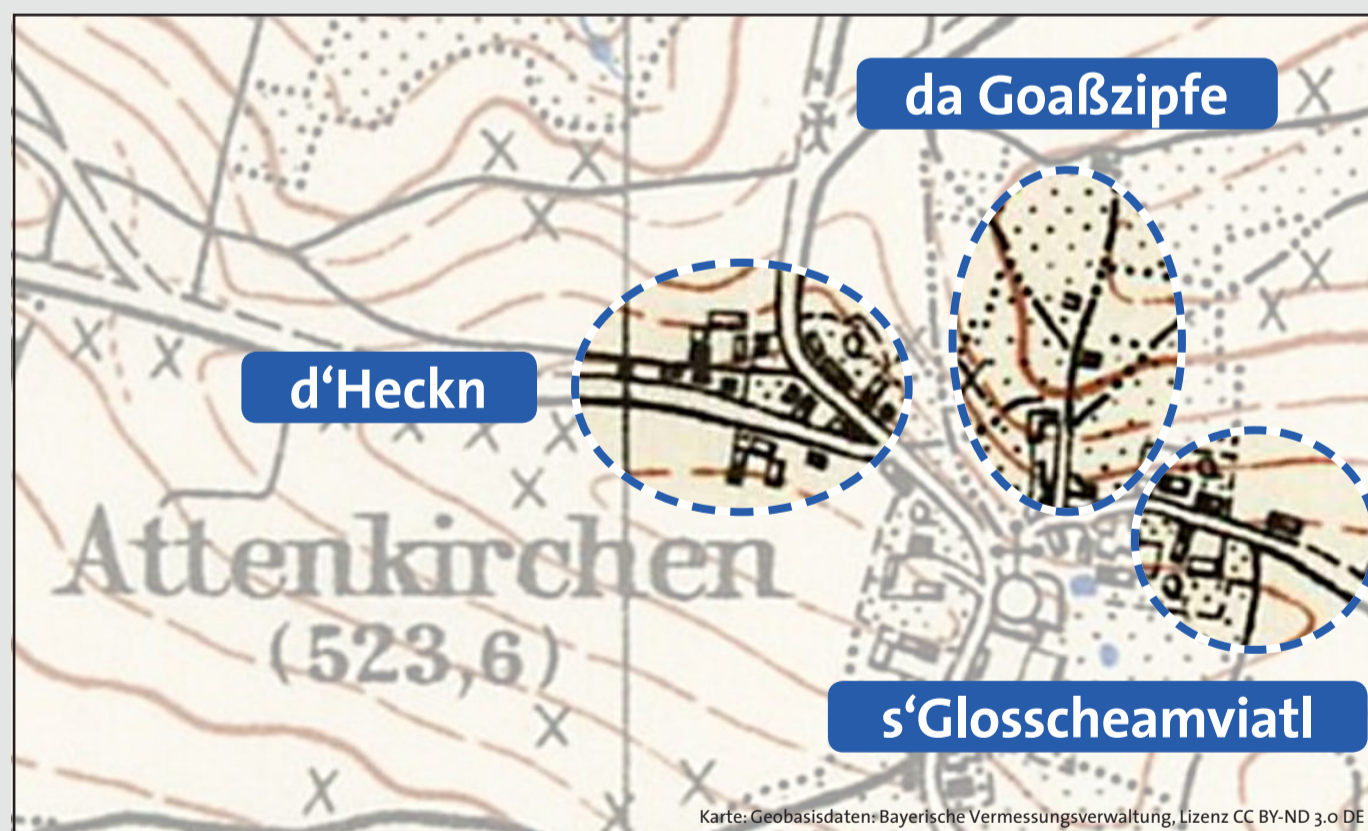 da Goaßzipfe
d‘Heckn
Attenkirchen
(523,6)
s‘Glosscheamviatl
Karte: Geobasisdaten: Bayerische Vermessungsverwaltung, Lizenz CC BY-ND 3.0 DE